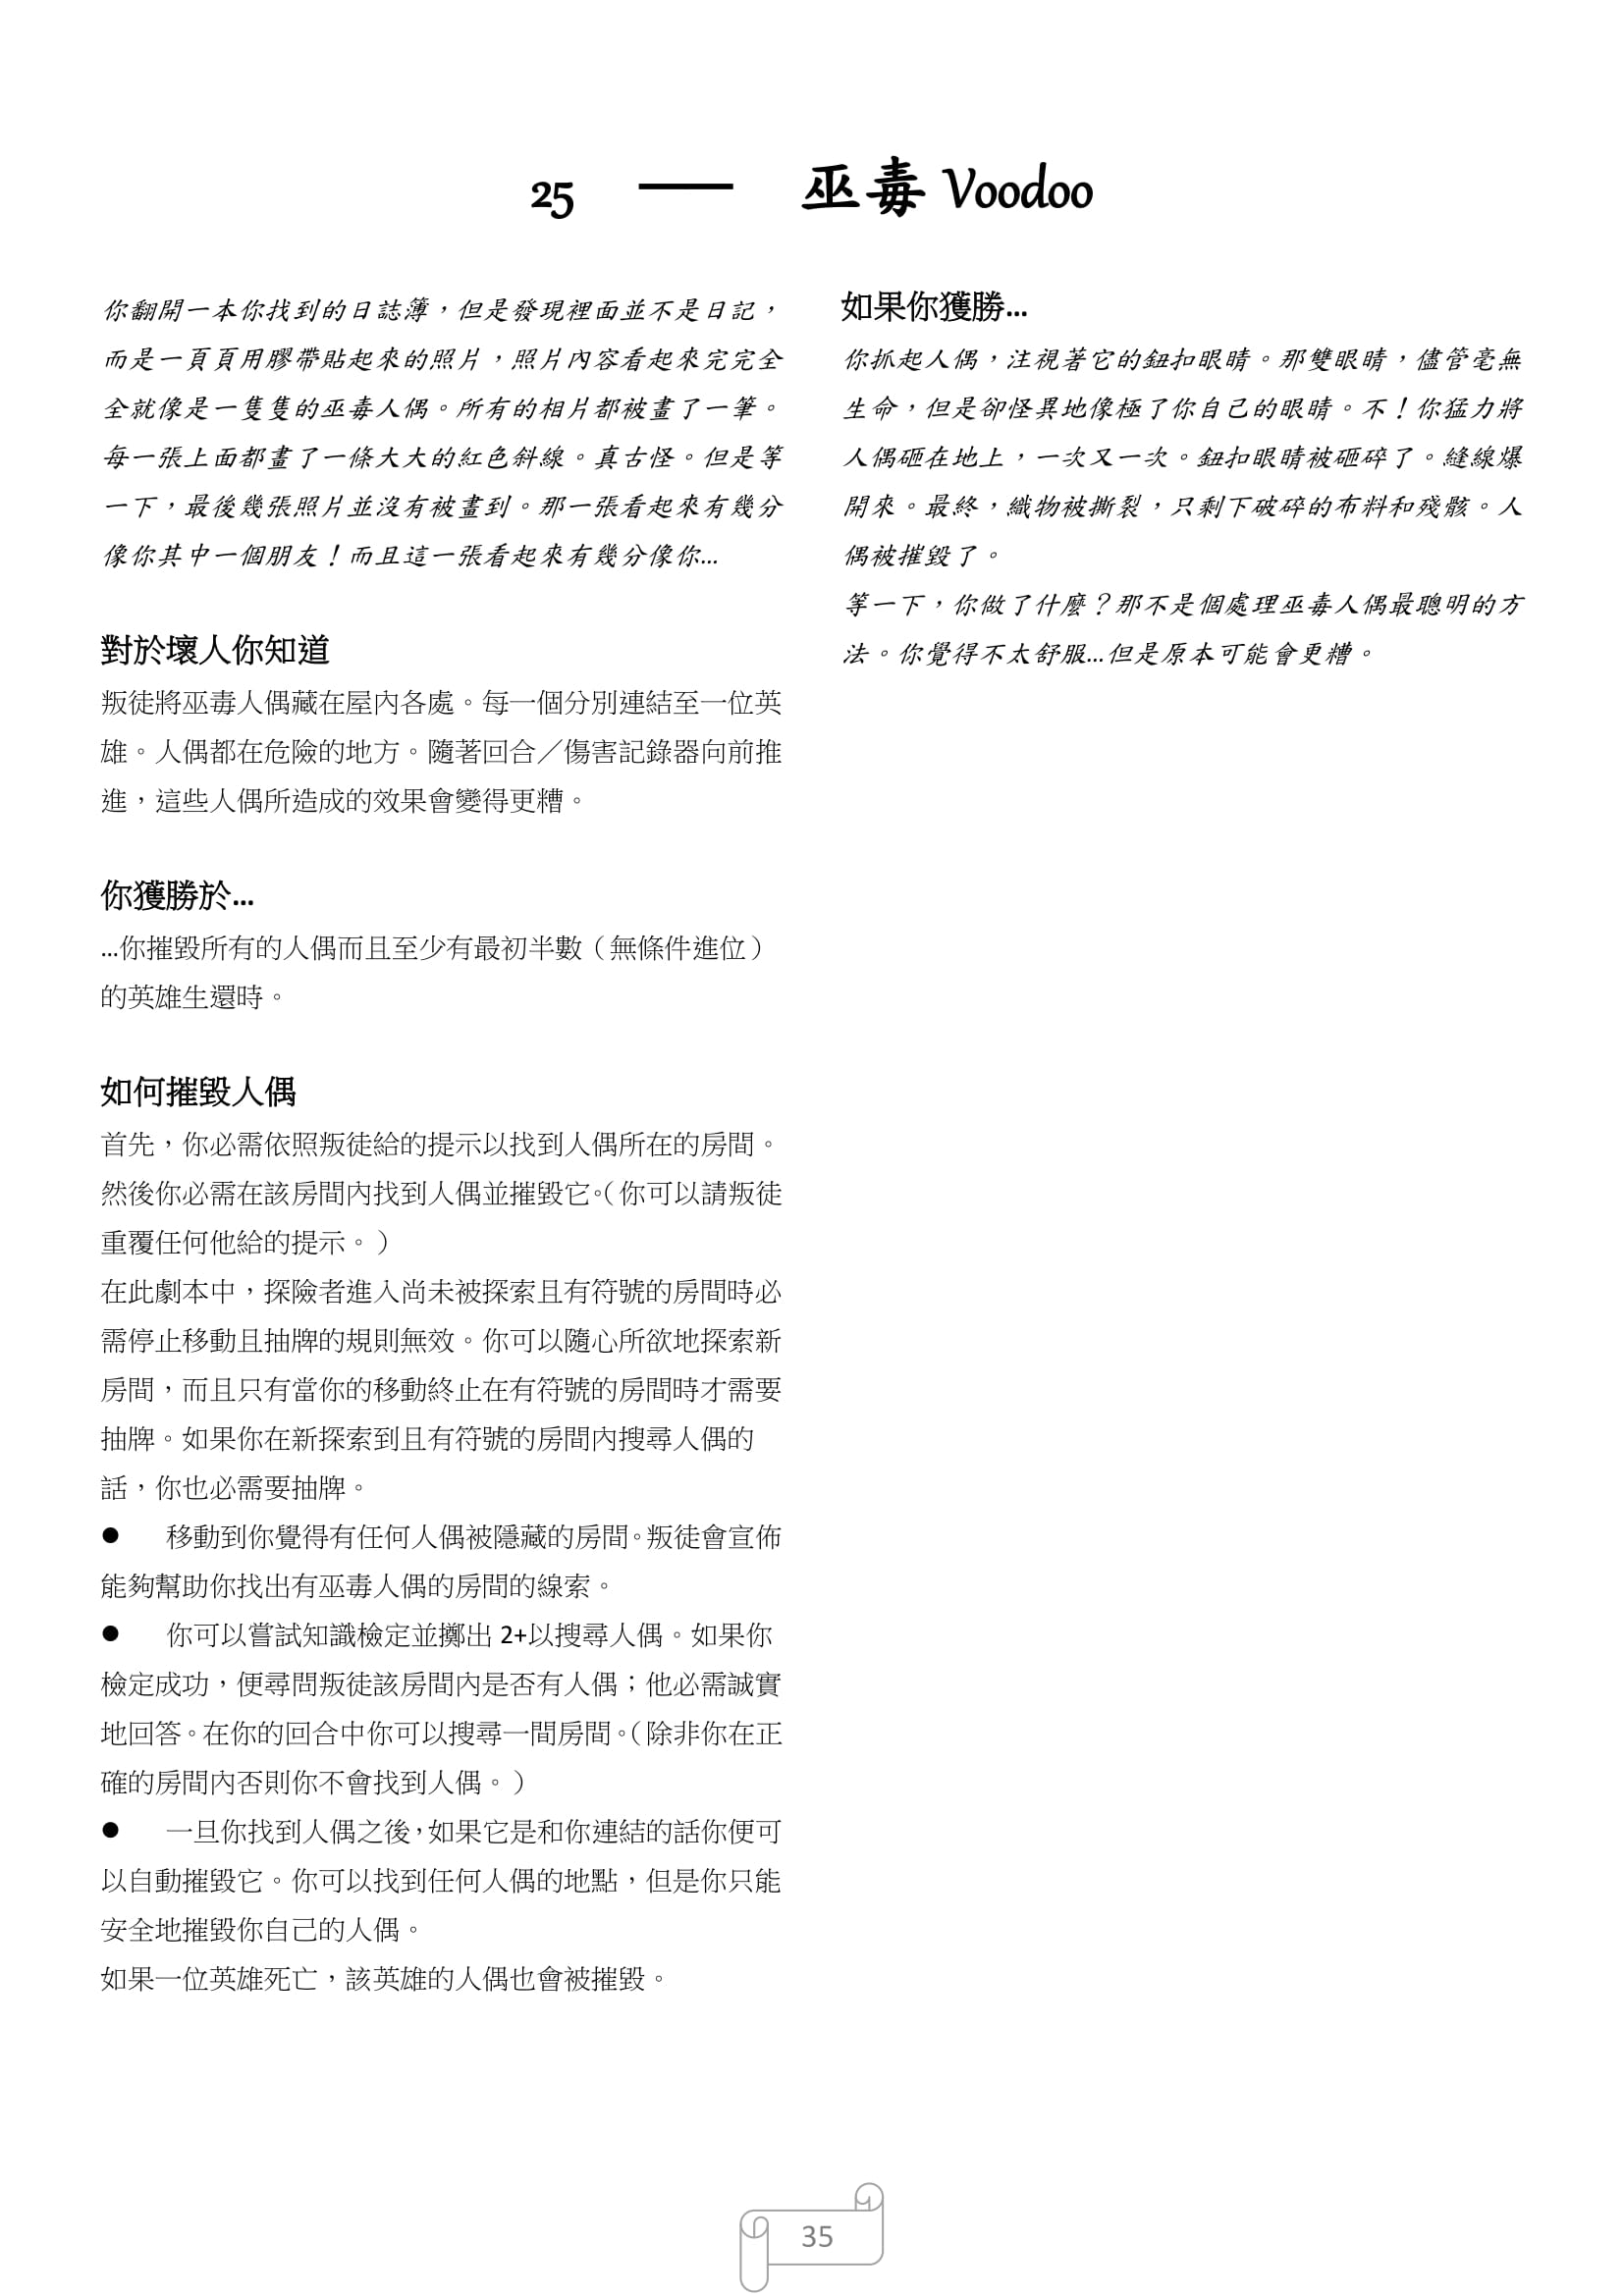 25 — 巫毒 Voodoo
你翻開一本你找到的日誌簿，但是發現裡面並不是日記，
而是一頁頁用膠帶貼起來的照片，照片內容看起來完完全
全就像是一隻隻的巫毒人偶。所有的相片都被畫了一筆。
每一張上面都畫了一條大大的紅色斜線。真古怪。但是等
一下，最後幾張照片並沒有被畫到。那一張看起來有幾分
像你其中一個朋友！而且這一張看起來有幾分像你…
對於壞人你知道
叛徒將巫毒人偶藏在屋內各處。每一個分別連結至一位英
雄。人偶都在危險的地方。隨著回合／傷害記錄器向前推
進，這些人偶所造成的效果會變得更糟。
你獲勝於…
…你摧毀所有的人偶而且至少有最初半數（無條件進位）
的英雄生還時。
如何摧毀人偶
首先，你必需依照叛徒給的提示以找到人偶所在的房間。
然後你必需在該房間內找到人偶並摧毀它。（你可以請叛徒
重覆任何他給的提示。）
在此劇本中，探險者進入尚未被探索且有符號的房間時必
需停止移動且抽牌的規則無效。你可以隨心所欲地探索新
房間，而且只有當你的移動終止在有符號的房間時才需要
抽牌。如果你在新探索到且有符號的房間內搜尋人偶的
話，你也必需要抽牌。
● 移動到你覺得有任何人偶被隱藏的房間。叛徒會宣佈
能夠幫助你找出有巫毒人偶的房間的線索。
● 你可以嘗試知識檢定並擲出 2+以搜尋人偶。如果你
檢定成功，便尋問叛徒該房間內是否有人偶；他必需誠實
地回答。在你的回合中你可以搜尋一間房間。（除非你在正
確的房間內否則你不會找到人偶。）
● 一旦你找到人偶之後，如果它是和你連結的話你便可
以自動摧毀它。你可以找到任何人偶的地點，但是你只能
安全地摧毀你自己的人偶。
如果一位英雄死亡，該英雄的人偶也會被摧毀。
如果你獲勝…
你抓起人偶，注視著它的鈕扣眼睛。那雙眼睛，儘管毫無
生命，但是卻怪異地像極了你自己的眼睛。不！你猛力將
人偶砸在地上，一次又一次。鈕扣眼睛被砸碎了。縫線爆
開來。最終，織物被撕裂，只剩下破碎的布料和殘骸。人
偶被摧毀了。
等一下，你做了什麼？那不是個處理巫毒人偶最聰明的方
法。你覺得不太舒服…但是原本可能會更糟。
35